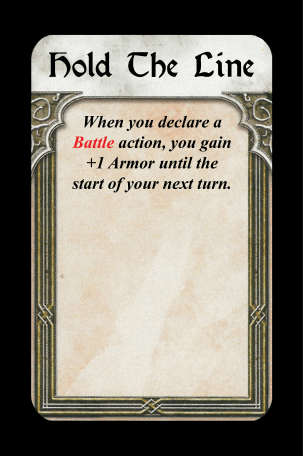 Hold The Line
When you declare a
Battle action, you gain
+1 Armor until the
start of your next turn.